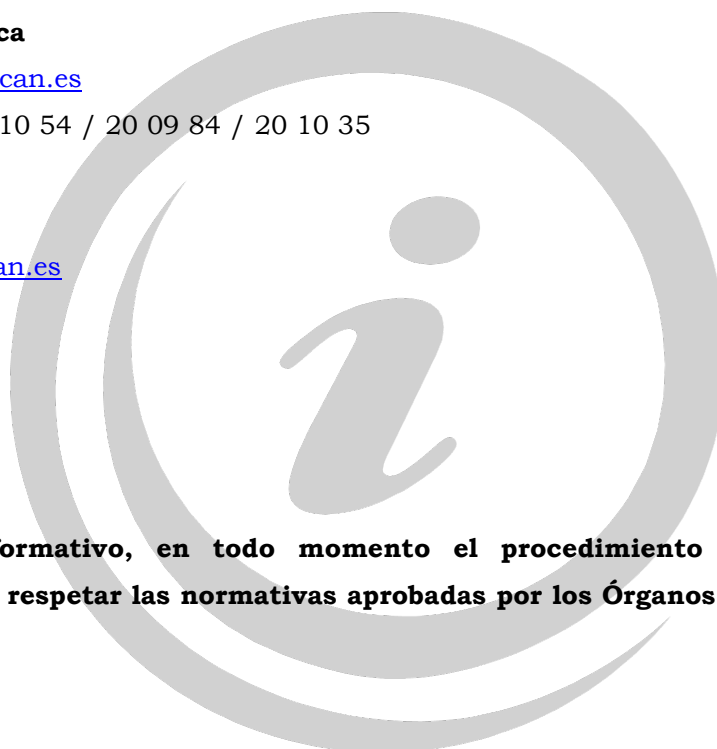 ca
can.es
10 54 / 20 09 84 / 20 10 35
an.es
formativo, en todo momento el procedimiento
respetar las normativas aprobadas por los Órganos